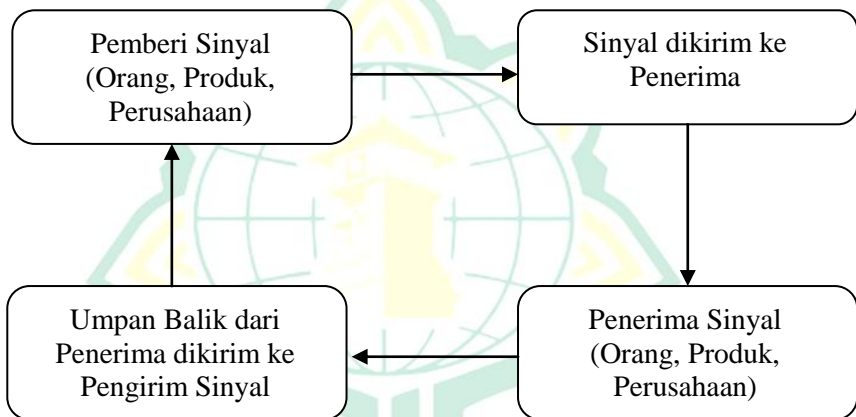 Pemberi Sinyal
(Orang, Produk,
Perusahaan)
Sinyal dikirim ke
Penerima
Umpan Balik dari
Penerima dikirim ke
Pengirim Sinyal
Penerima Sinyal
(Orang, Produk,
Perusahaan)